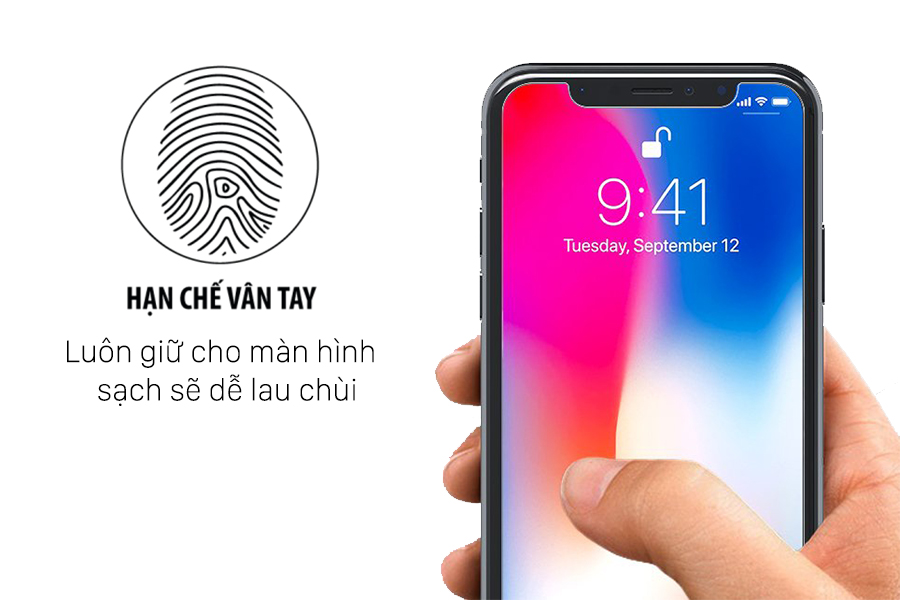 HẠN CHẾ VÂN TAY
Luôn giữ cho màn hình
sạch sẽ dễ lau chùi
9:41
Tuesday, September 12